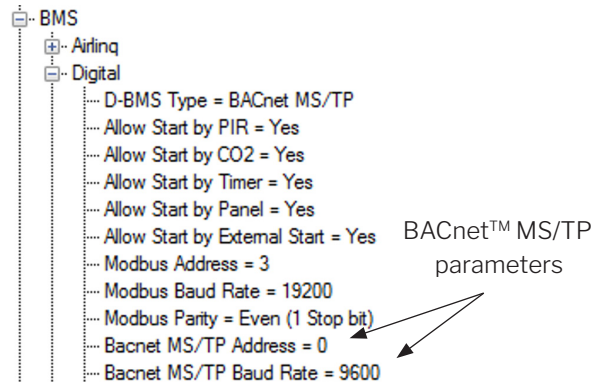 BMS
Airlinq
Digital
D-BMS Type = BACnet MS/TP
Allow Start by PIR = Yes
Allow Start by CO2 = Yes
Allow Start by Timer = Yes
Allow Start by Panel = Yes
Allow Start by External Start = Yes
Modbus Address = 3
Modbus Baud Rate = 19200
Modbus Parity = Even (1 Stop bit)
Bacnet MS/TP Address = 0
Bacnet MS/TP Baud Rate = 9600
BACnet™ MS/TP
parameters